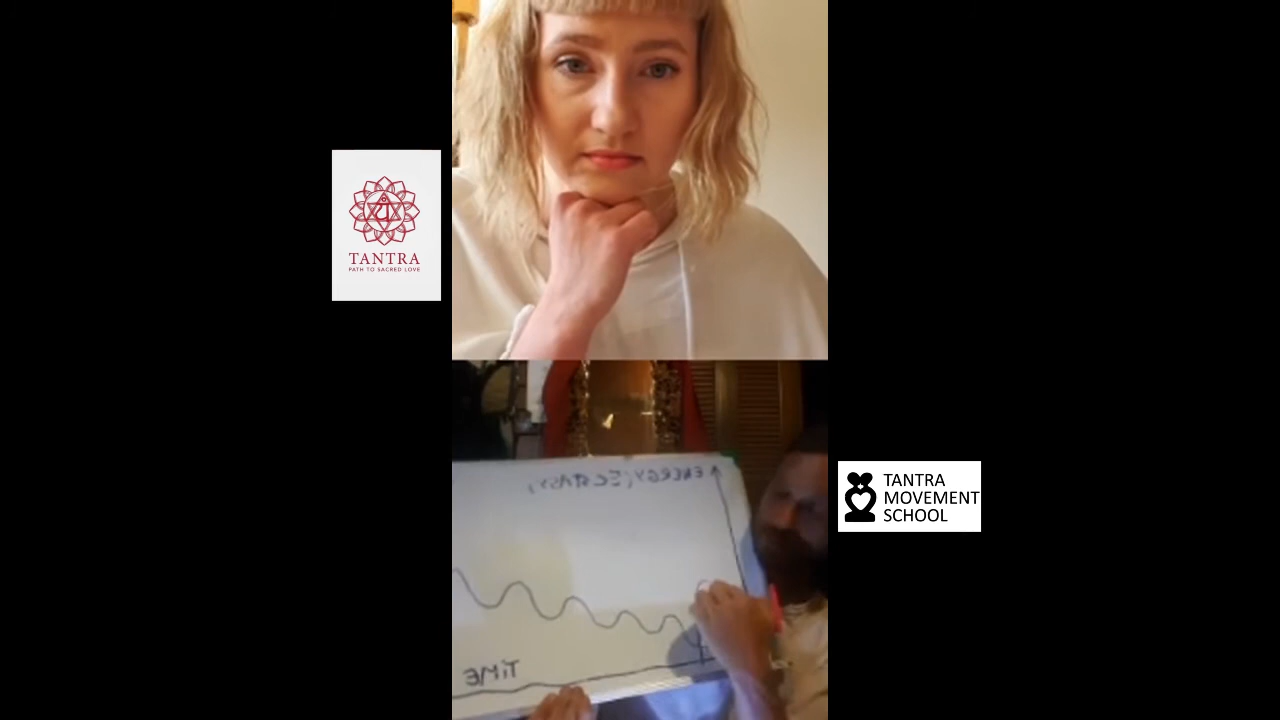 TANTRA
PATH TO SACRED LOVE
ENERGY (ECSTASY)
TANTRA
MOVEMENT
SCHOOL
TIME